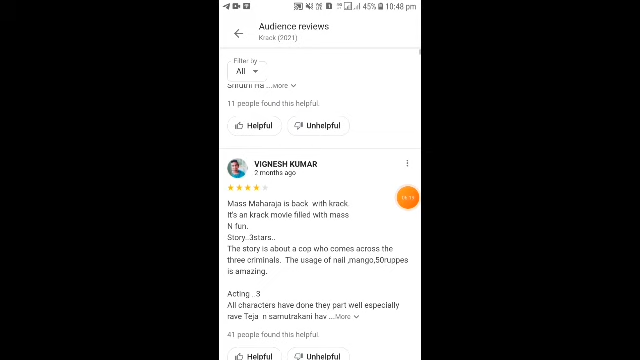 45% 10:48 pm
Audience reviews
Krack (2021)
Filter by
All
Shruthi Ha ...More
11 people found this helpful.
Helpful Unhelpful
VIGNESH KUMAR
2 months ago
Mass Maharaja is back with krack.
It's an krack movie filled with mass
N fun.
Story..3stars..
The story is about a cop who comes across the
three criminals. The usage of nail ,mango,50ruppes
is amazing.
Acting ..3
All characters have done they part well especially
rave Teja n samutrakani hav ...More
41 people found this helpful.
Helpful Unhelpful